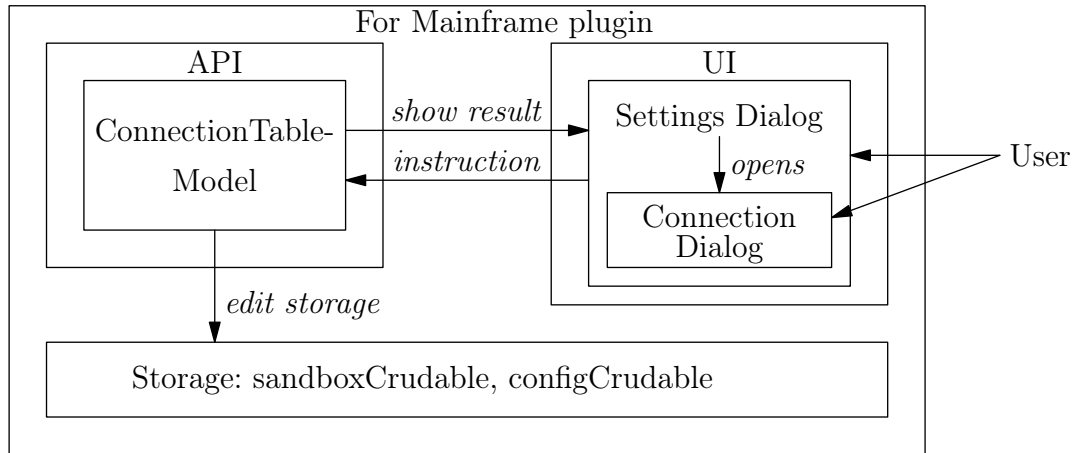 For Mainframe plugin
API
UI
ConnectionTable-
Model
show result
instruction
Settings Dialog
opens
Connection
Dialog
User
edit storage
Storage: sandboxCrudable, configCrudable